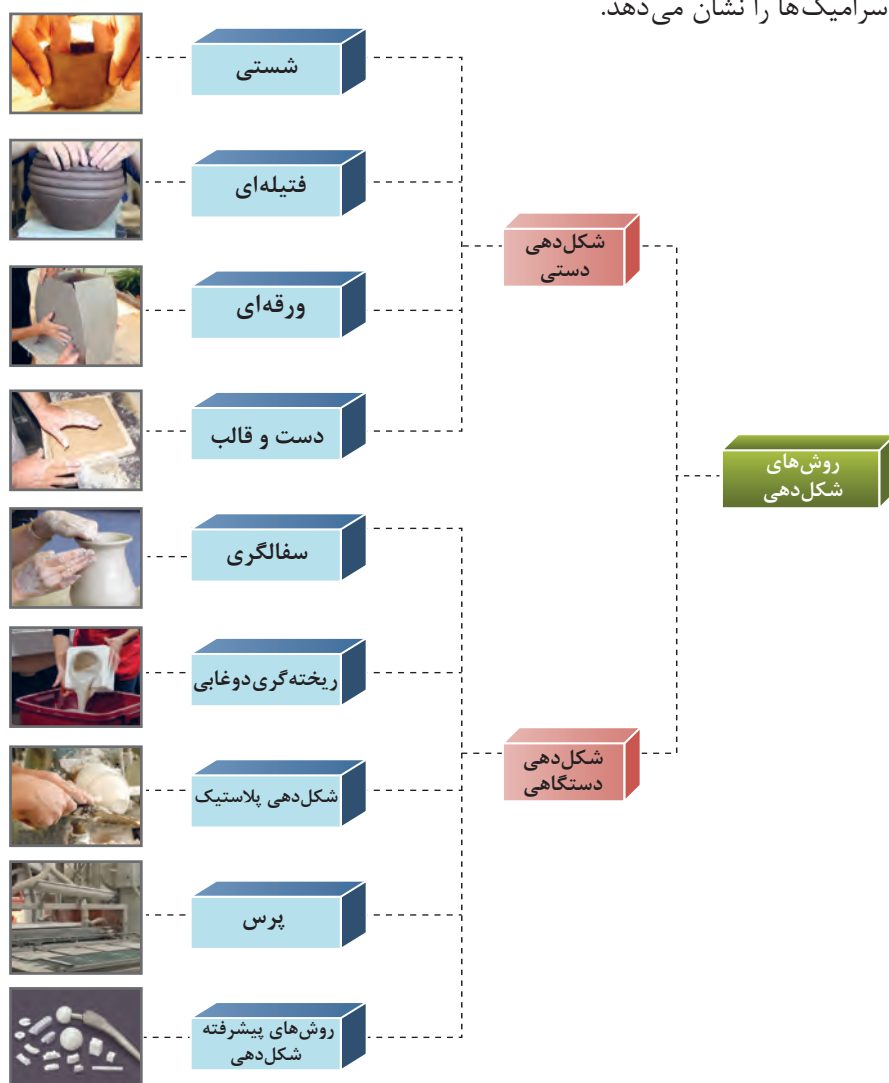 سرامیک‌ها را نشان می‌دهد.
روش‌های
شکل‌دهی
شکل‌دهی
دستی
شستی
فتیله‌ای
ورقه‌ای
دست و قالب
شکل‌دهی
دستگاهی
سفالگری
ریخته‌گری دوغابی
شکل‌دهی پلاستیک
پرس
روش‌های پیشرفته
شکل‌دهی